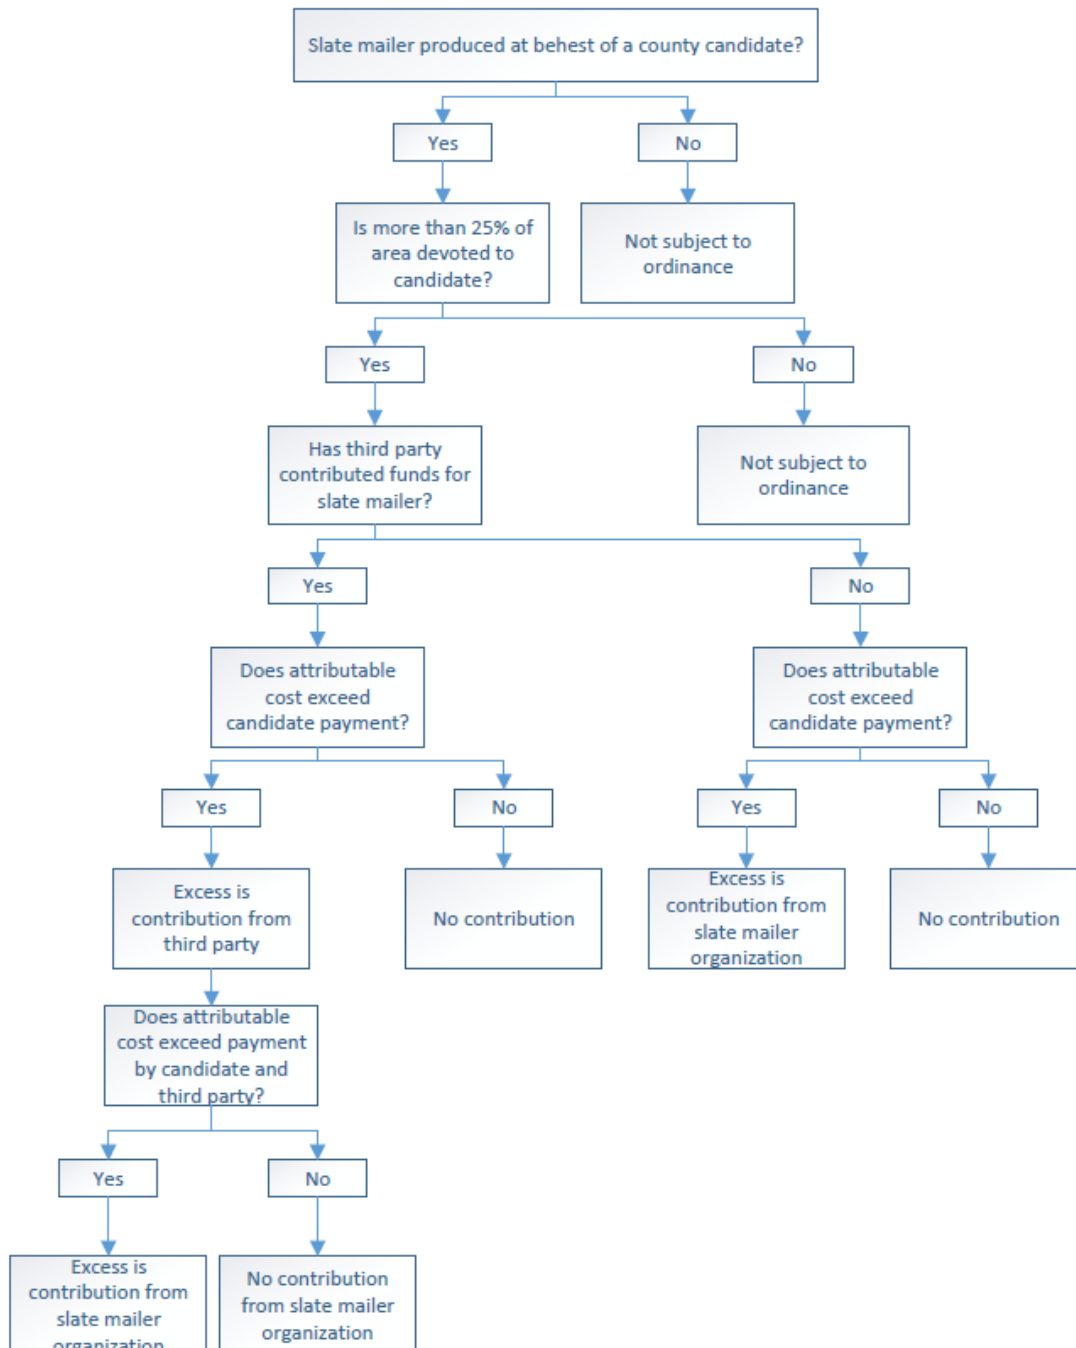 Slate mailer produced at behest of a county candidate?
Yes
No
Is more than 25% of
area devoted to
candidate?
Not subject to
ordinance
Yes
No
Has third party
contributed funds for
slate mailer?
Not subject to
ordinance
Yes
No
Does attributable
cost exceed
candidate payment?
Does attributable
cost exceed
candidate payment?
Yes
No
Yes
No
Excess is
contribution from
third party
No contribution
Excess is
contribution from
slate mailer
organization
No contribution
Does attributable
cost exceed payment
by candidate and
third party?
Yes
No
Excess is
contribution from
slate mailer
organization
No contribution
from slate mailer
organization